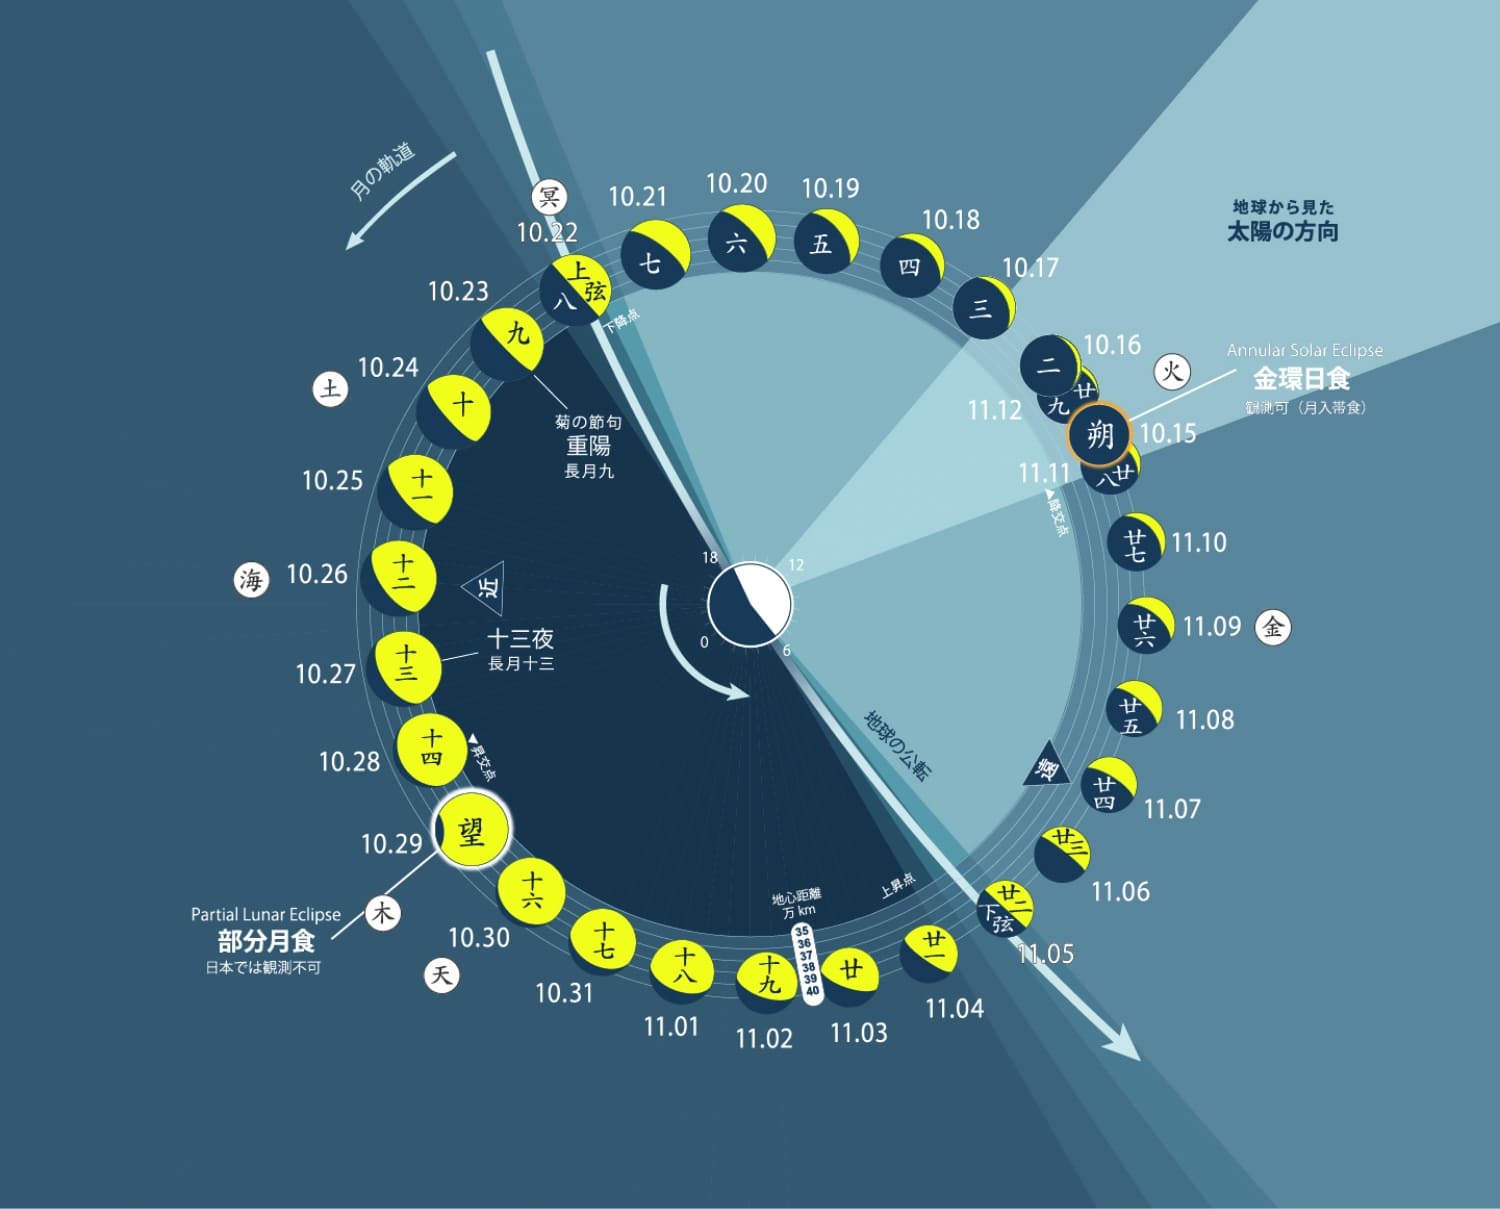 月の軌道
地球から見た
太陽の方向
冥
10.22
上
弦
八
10.21
七
10.20
六
10.19
五
10.18
四
10.17
三
10.16
二
火
Annular Solar Eclipse
金環日食
観測可（月入帯食）
11.12
廿
九
朔
10.15
11.11
廿
八
▲降交点
下降点
10.23
九
菊の節句
重陽
長月九
10.24
土
十
10.25
十一
海
10.26
十二
近
10.27
十三
十三夜
長月十三
10.28
十四
▼昇交点
10.29
望
Partial Lunar Eclipse
部分月食
日本では観測不可
木
10.30
十六
天
10.31
十七
11.01
十八
11.02
十九
地心距離
万 km
35
36
37
38
39
40
11.03
廿
上昇点
11.04
廿一
11.05
廿二
下
弦
11.06
廿三
11.07
廿四
遠
11.08
廿五
11.09
廿六
金
11.10
廿七
18
12
0
6
地球の公転